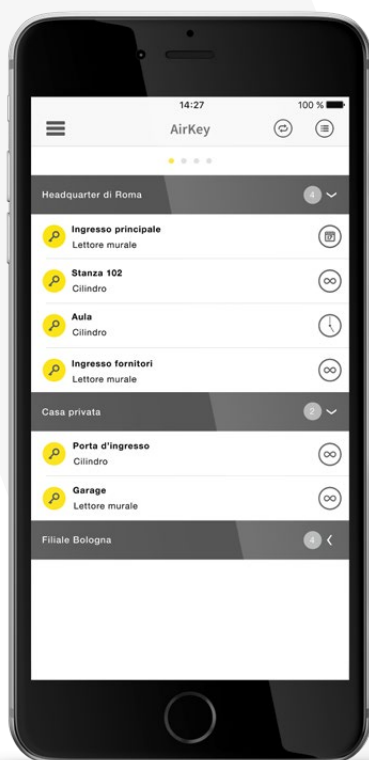 14:27
100 %
AirKey
Headquarter di Roma
4
Ingresso principale
Lettore murale
Stanza 102
Cilindro
Aula
Cilindro
Ingresso fornitori
Lettore murale
Casa privata
2
Porta d'ingresso
Cilindro
Garage
Lettore murale
Filiale Bologna
4